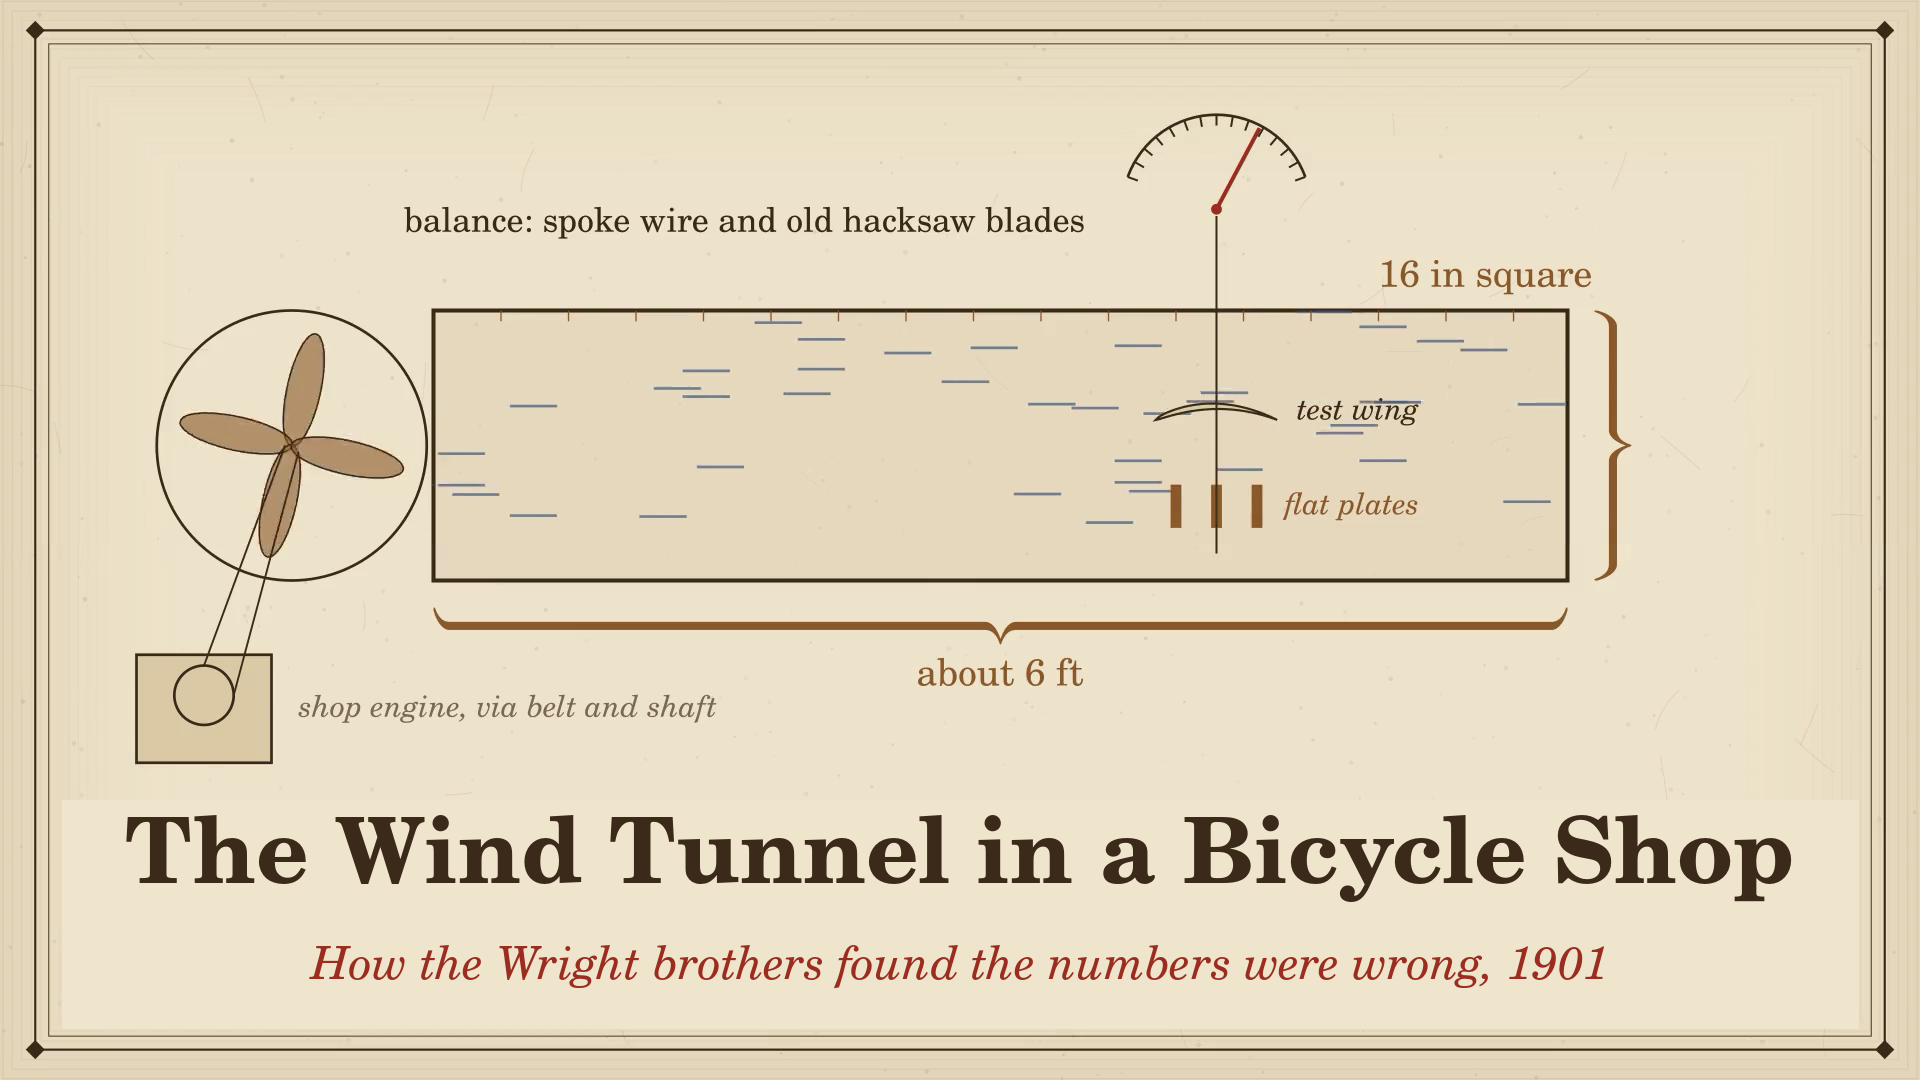 balance: spoke wire and old hacksaw blades
16 in square
test wing
flat plates
about 6 ft
shop engine, via belt and shaft
The Wind Tunnel in a Bicycle Shop
How the Wright brothers found the numbers were wrong, 1901